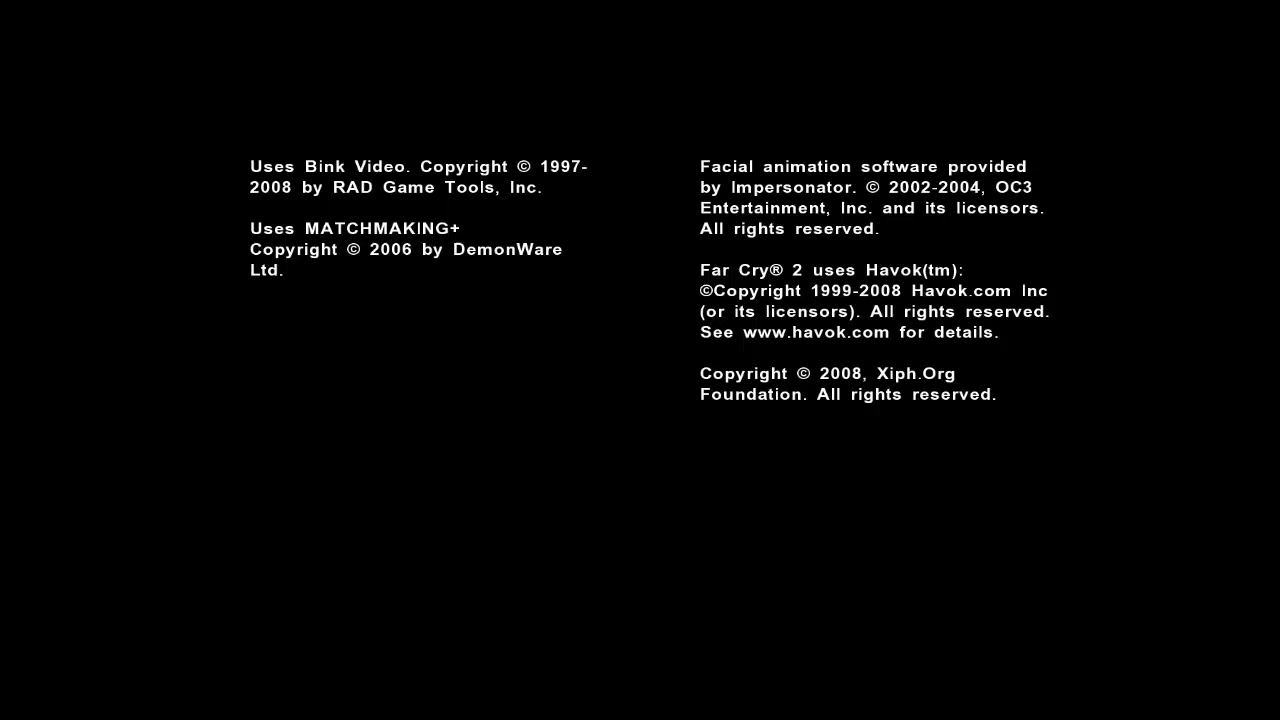 Uses Bink Video. Copyright © 1997-
2008 by RAD Game Tools, Inc.
Uses MATCHMAKING+
Copyright © 2006 by DemonWare
Ltd.
Facial animation software provided
by Impersonator. © 2002-2004, OC3
Entertainment, Inc. and its licensors.
All rights reserved.
Far Cry® 2 uses Havok(tm):
©Copyright 1999-2008 Havok.com Inc
(or its licensors). All rights reserved.
See www.havok.com for details.
Copyright © 2008, Xiph.Org
Foundation. All rights reserved.